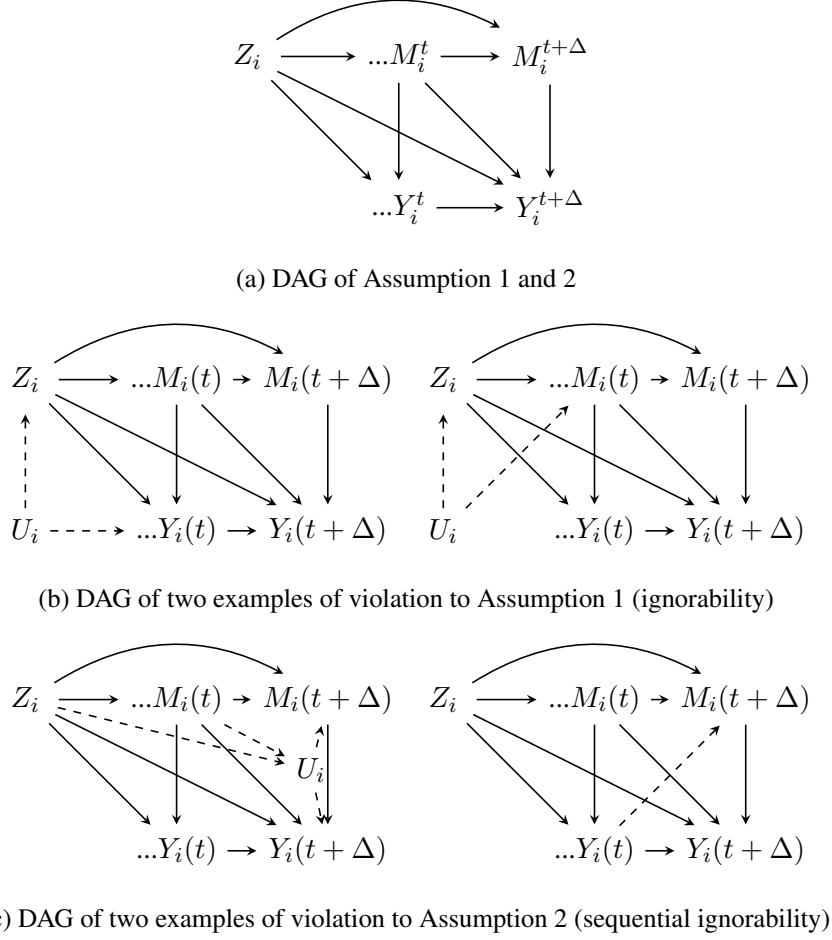 Z_i ...M_i^t M_i^{t+Δ}
...Y_i^t Y_i^{t+Δ}
(a) DAG of Assumption 1 and 2
Z_i ...M_i(t) M_i(t + Δ) Z_i ...M_i(t) M_i(t + Δ)
U_i ...Y_i(t) Y_i(t + Δ) U_i ...Y_i(t) Y_i(t + Δ)
(b) DAG of two examples of violation to Assumption 1 (ignorability)
Z_i ...M_i(t) M_i(t + Δ) Z_i ...M_i(t) M_i(t + Δ)
U_i
...Y_i(t) Y_i(t + Δ) ...Y_i(t) Y_i(t + Δ)
) DAG of two examples of violation to Assumption 2 (sequential ignorability)